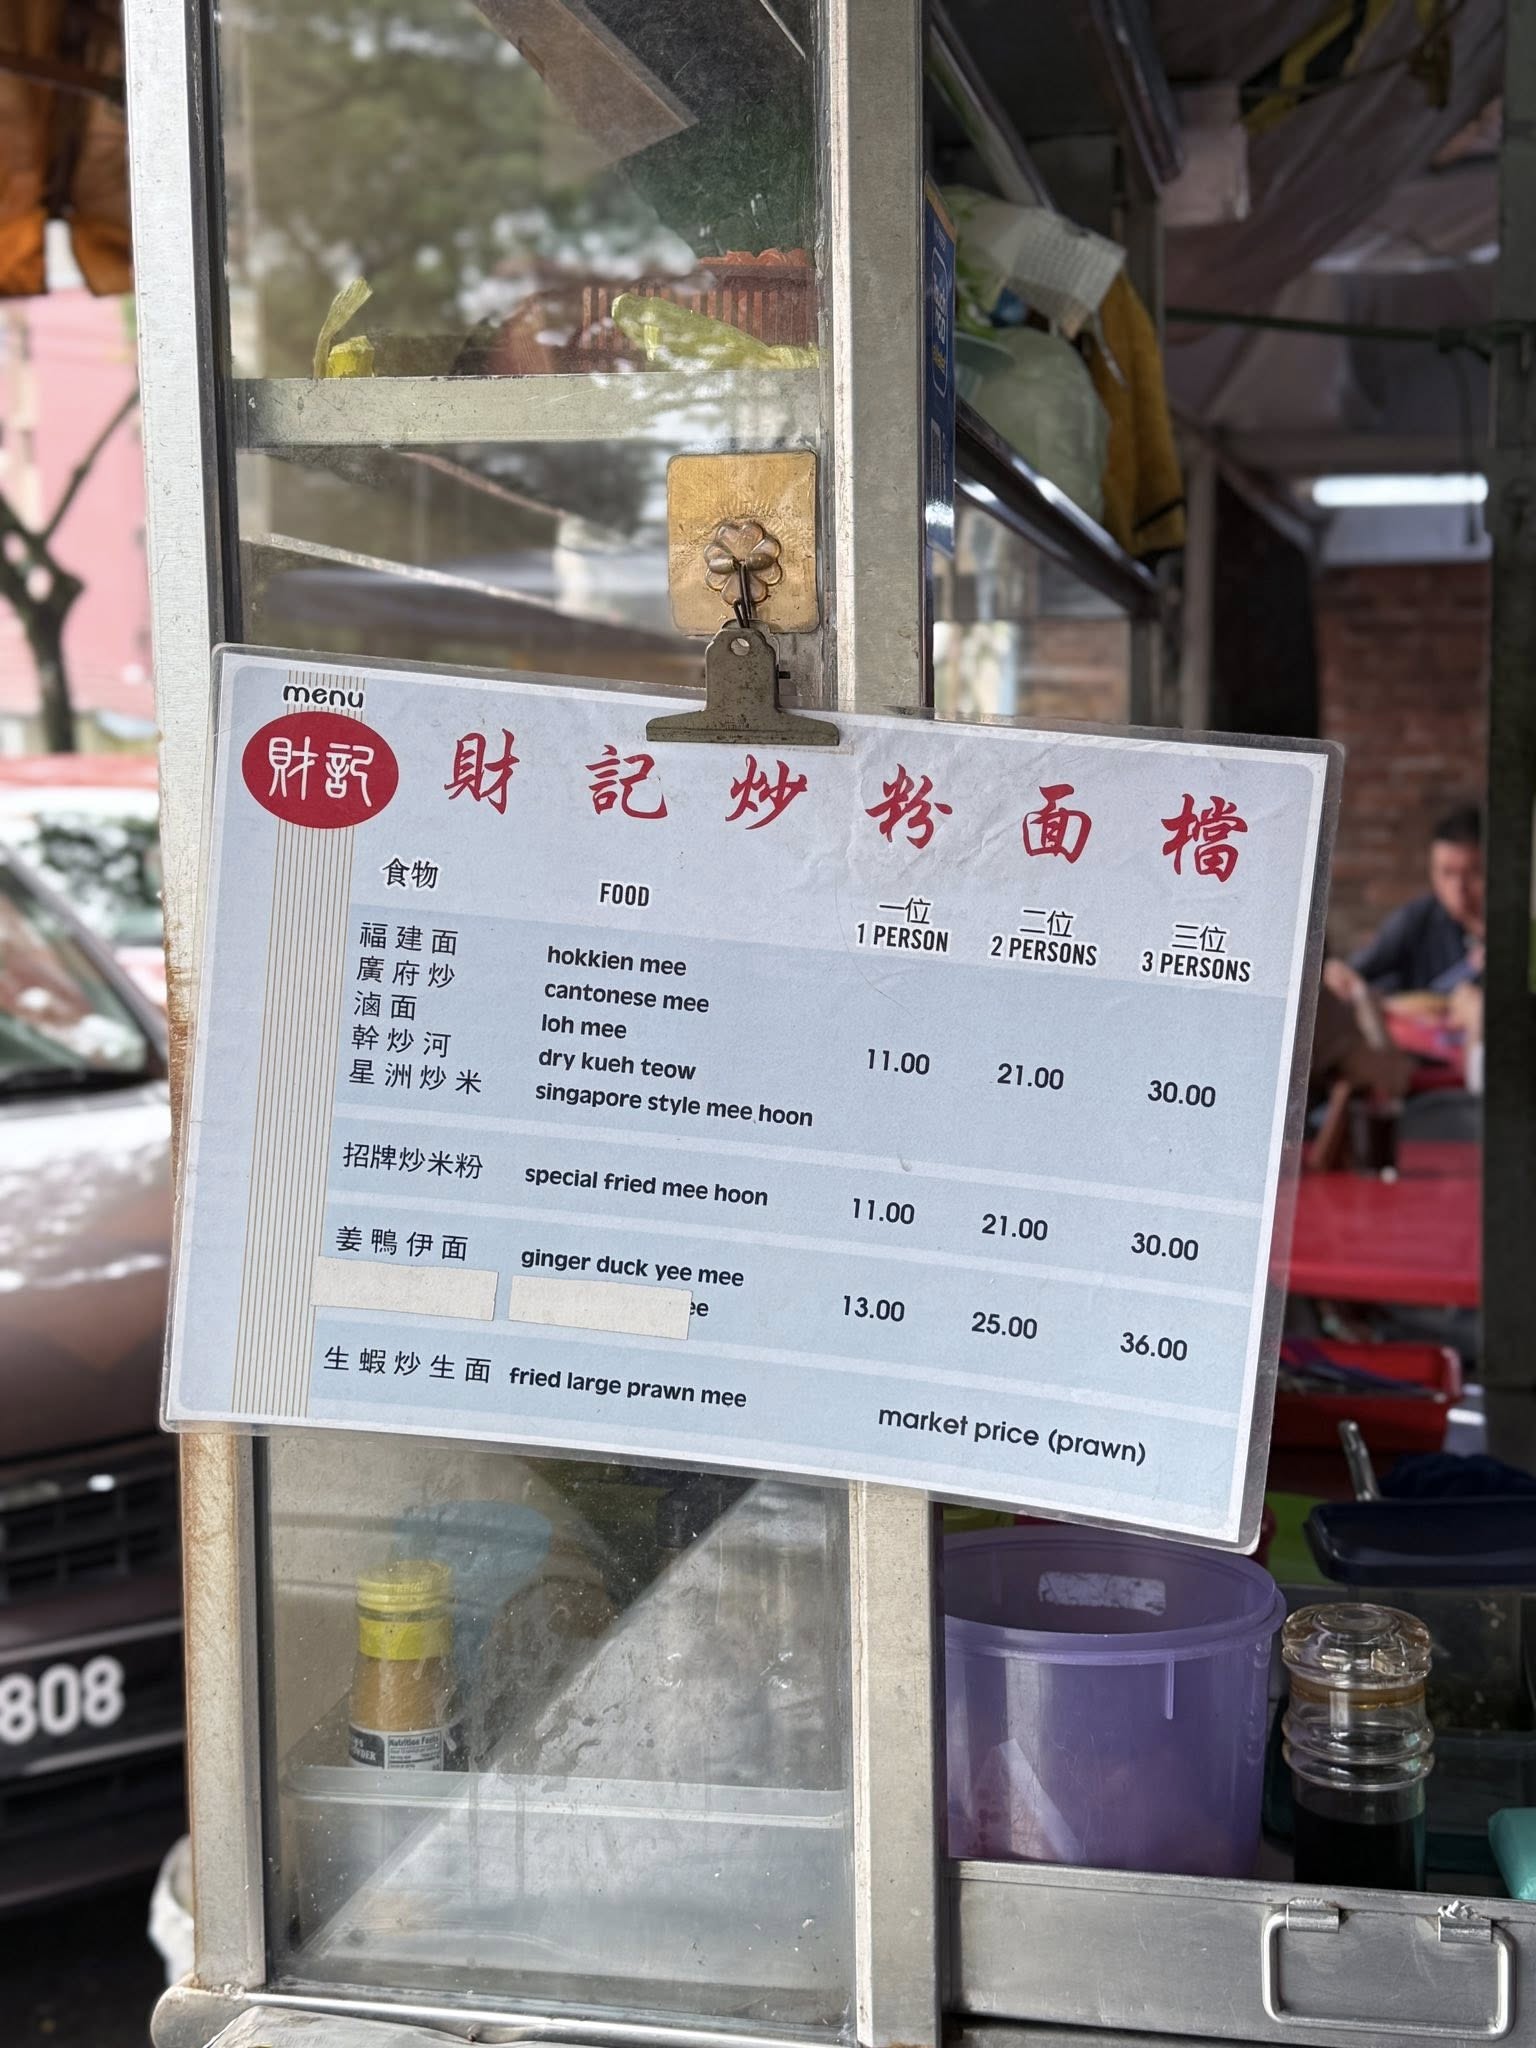 menu
財記
財記炒粉面檔
食物 FOOD 一位 1 PERSON 二位 2 PERSONS 三位 3 PERSONS
福建面 hokkien mee
廣府炒 cantonese mee
滷面 loh mee
幹炒河 dry kueh teow
星洲炒米 singapore style mee hoon
11.00 21.00 30.00
招牌炒米粉 special fried mee hoon 11.00 21.00 30.00
姜鴨伊面 ginger duck yee mee
13.00 25.00 36.00
生蝦炒生面 fried large prawn mee market price (prawn)
808
Nutrition Facts